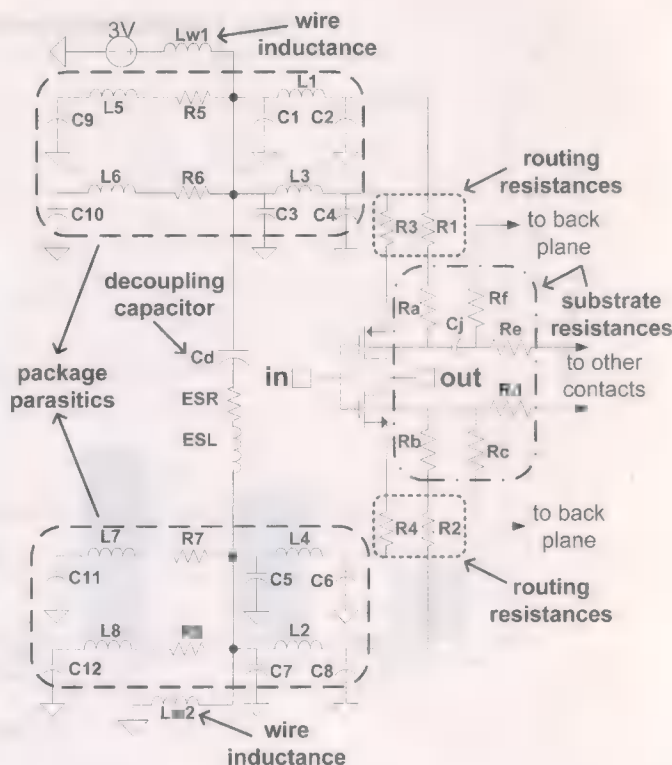 wire
inductance
3V
Lw1
L5
R5
L1
C9
C1
C2
L6
R6
L3
C10
C3
C4
routing
resistances
R3
R1
to back
plane
decoupling
capacitor
Cd
Ra
Rf
Cj
Re
substrate
resistances
in
out
to other
contacts
package
parasitics
ESR
ESL
Rb
Rc
L7
R7
L4
C11
C5
C6
R4
R2
to back
plane
routing
resistances
L8
L2
C12
C7
C8
wire
inductance